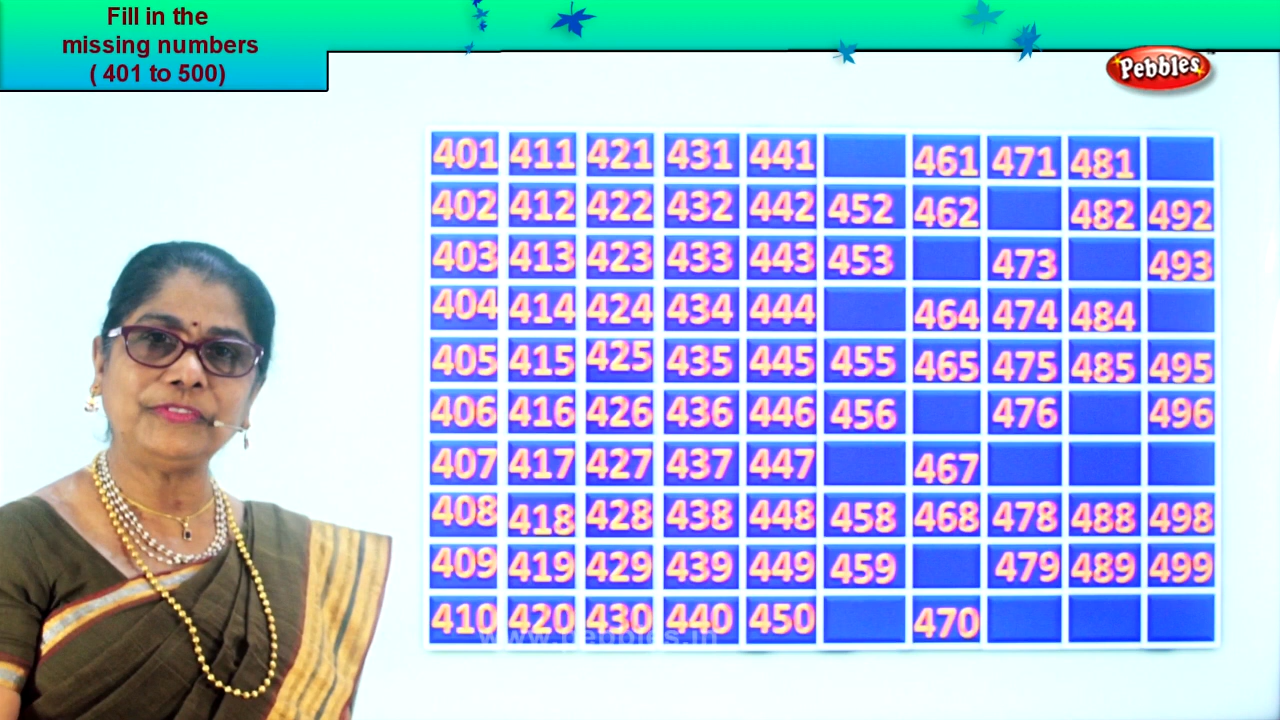 Fill in the
missing numbers
( 401 to 500)
Pebbles
401 411 421 431 441 461 471 481
402 412 422 432 442 452 462 482 492
403 413 423 433 443 453 473 493
404 414 424 434 444 464 474 484
405 415 425 435 445 455 465 475 485 495
406 416 426 436 446 456 476 496
407 417 427 437 447 467
408 418 428 438 448 458 468 478 488 498
409 419 429 439 449 459 479 489 499
410 420 430 440 450 470
www.pebbles.in